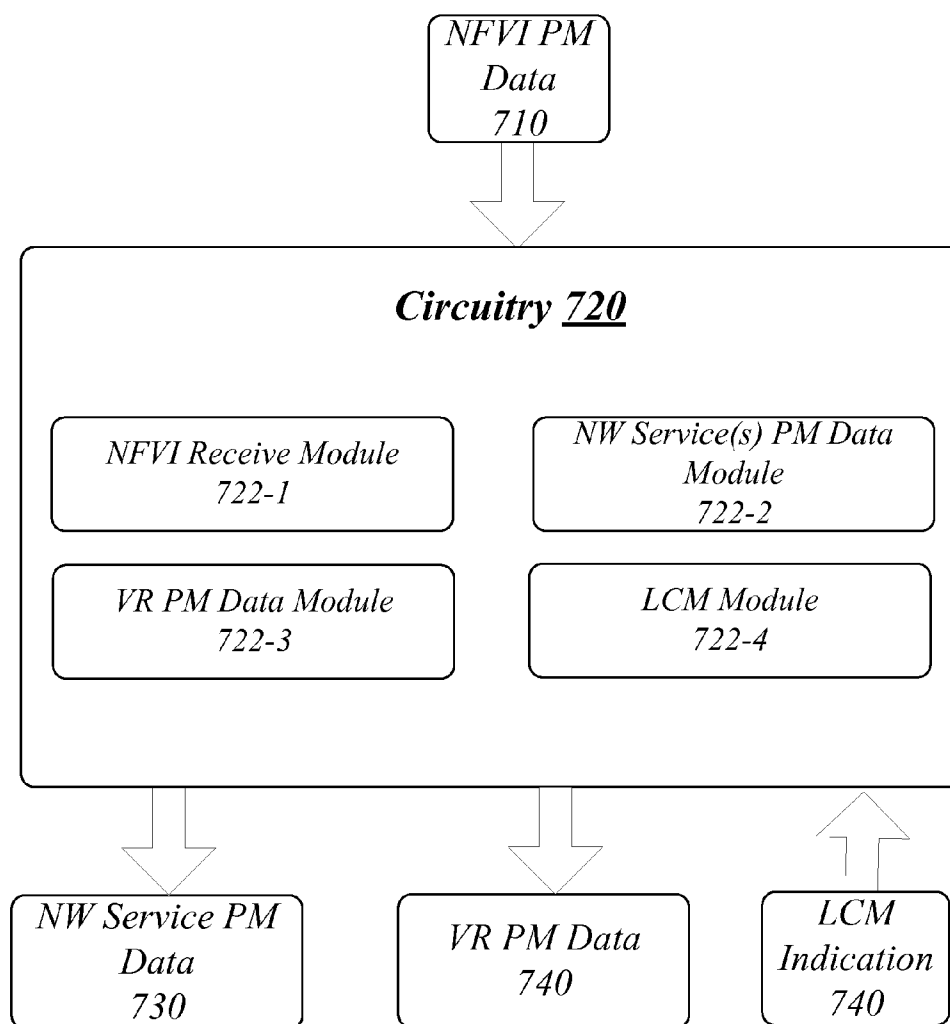 NFVI PM
Data
710
Circuitry 720
NFVI Receive Module
722-1
NW Service(s) PM Data
Module
722-2
VR PM Data Module
722-3
LCM Module
722-4
NW Service PM
Data
730
VR PM Data
740
LCM
Indication
740